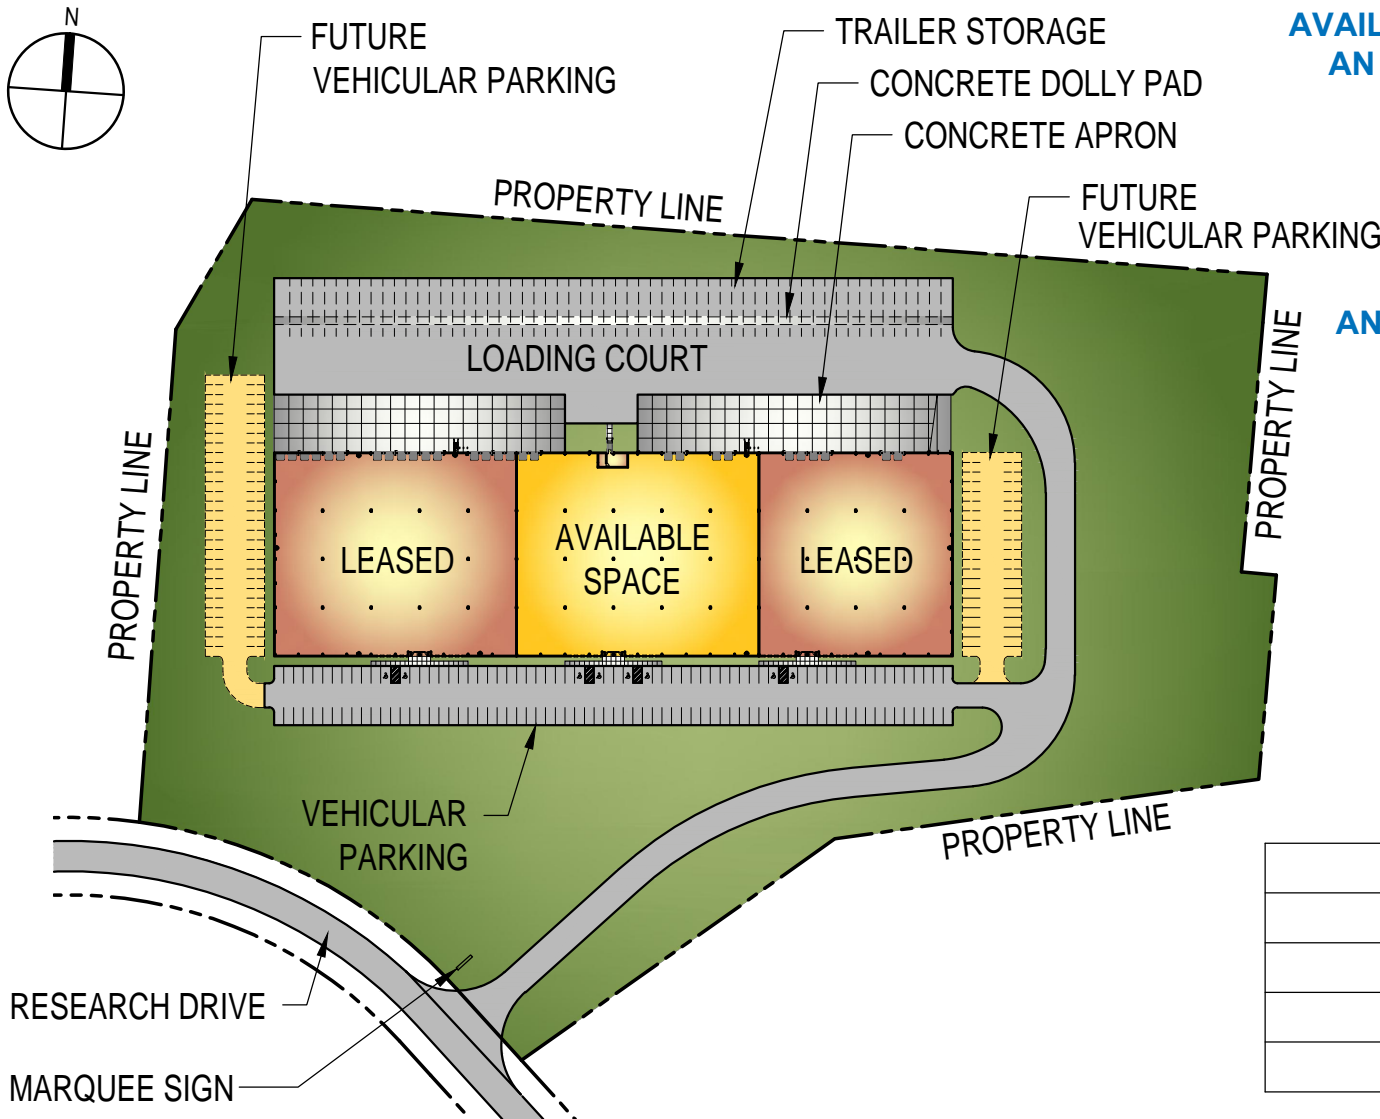 N
FUTURE
VEHICULAR PARKING
TRAILER STORAGE
CONCRETE DOLLY PAD
CONCRETE APRON
FUTURE
VEHICULAR PARKING
AVAIL
AN
PROPERTY LINE
PROPERTY LINE
AN
LOADING COURT
PROPERTY LINE
LEASED
AVAILABLE
SPACE
LEASED
VEHICULAR
PARKING
PROPERTY LINE
RESEARCH DRIVE
MARQUEE SIGN